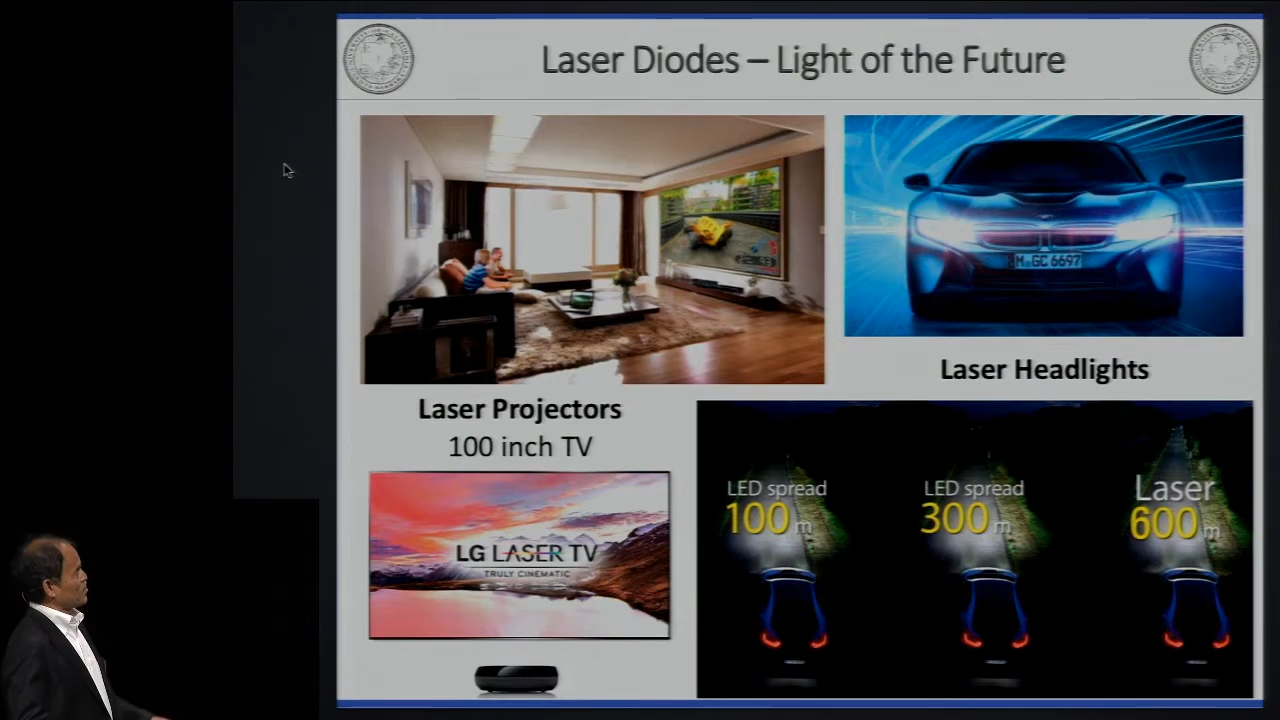 Laser Diodes – Light of the Future
M GC 6697
Laser Headlights
Laser Projectors
100 inch TV
LED spread
100 m
LED spread
300 m
Laser
600 m
LG LASER TV
TRULY CINEMATIC